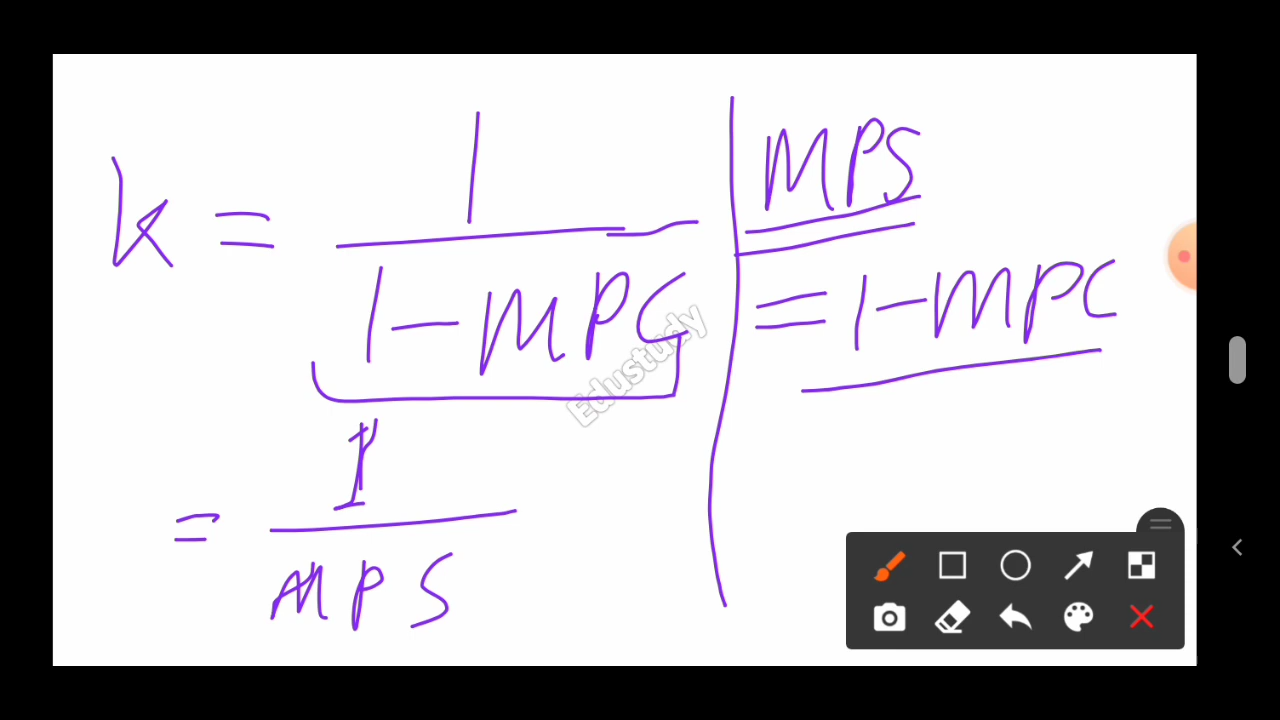 k = 1 / 1 - MPC
= 1 / MPS
MPS
= 1 - MPC
Edustudy